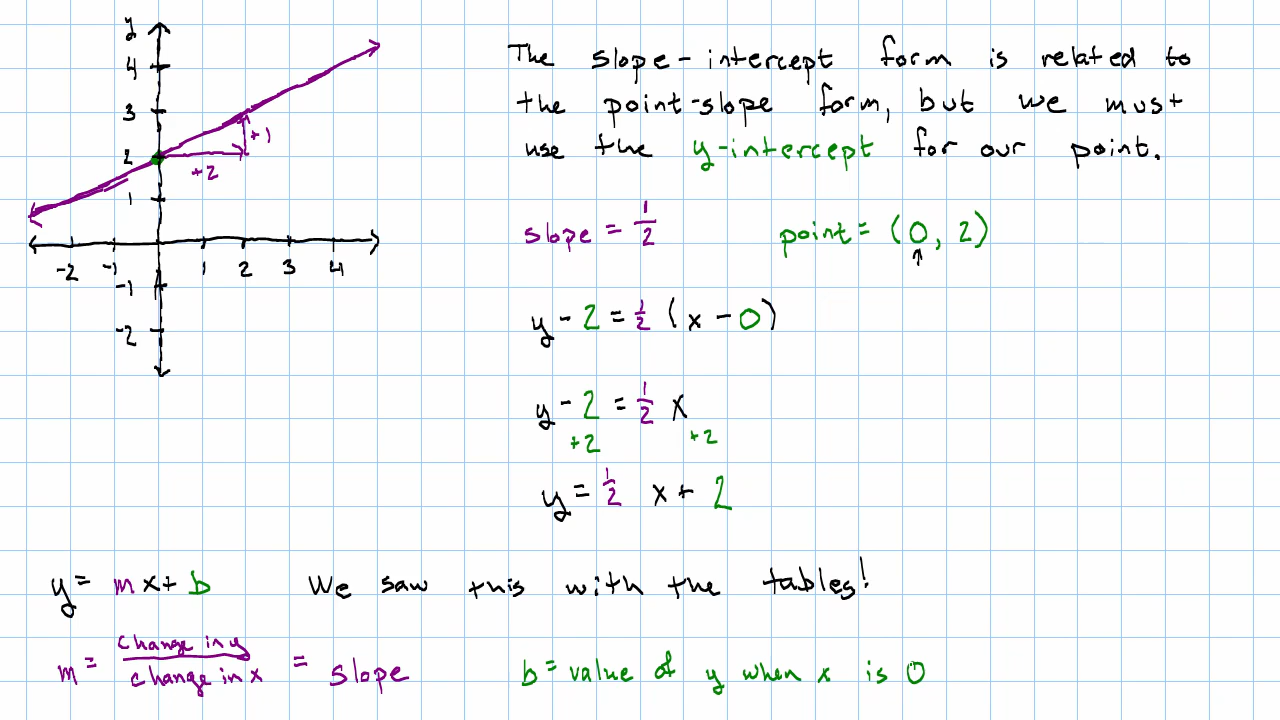 y
4
3
2
1
+1
+2
-2 -1 1 2 3 4
-1
-2
The slope-intercept form is related to
the point-slope form, but we must
use the y-intercept for our point.
slope = 1/2 point = (0, 2)
y - 2 = 1/2 (x - 0)
y - 2 = 1/2 x
+2 +2
y = 1/2 x + 2
y = mx + b We saw this with the tables!
m = change in y / change in x = slope b = value of y when x is 0